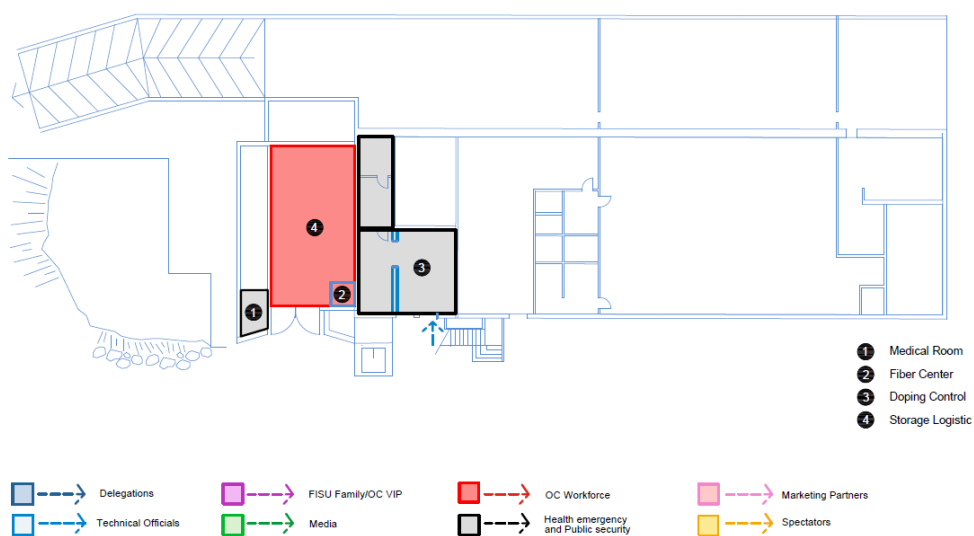 4
3
2
1
1 Medical Room
2 Fiber Center
3 Doping Control
4 Storage Logistic
Delegations
FISU Family/OC VIP
OC Workforce
Marketing Partners
Technical Officials
Media
Health emergency
and Public security
Spectators